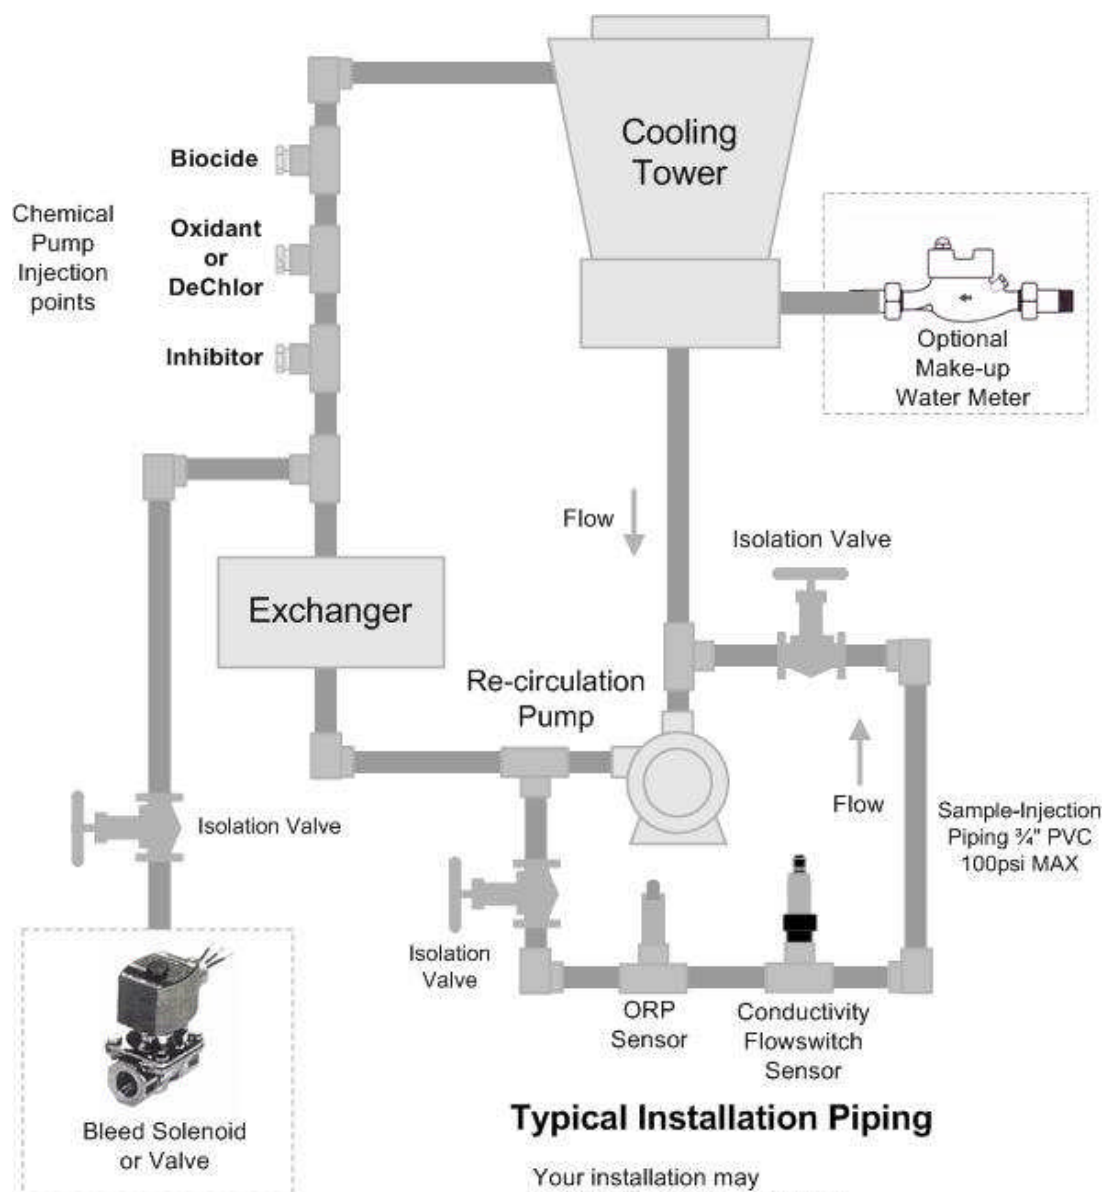 Cooling
Tower
Biocide
Chemical
Pump
Injection
points
Oxidant
or
DeChlor
Inhibitor
Optional
Make-up
Water Meter
Flow
Isolation Valve
Exchanger
Re-circulation
Pump
Flow
Sample-Injection
Piping ¾" PVC
100psi MAX
Isolation Valve
Isolation
Valve
ORP
Sensor
Conductivity
Flowswitch
Sensor
Bleed Solenoid
or Valve
Typical Installation Piping
Your installation may